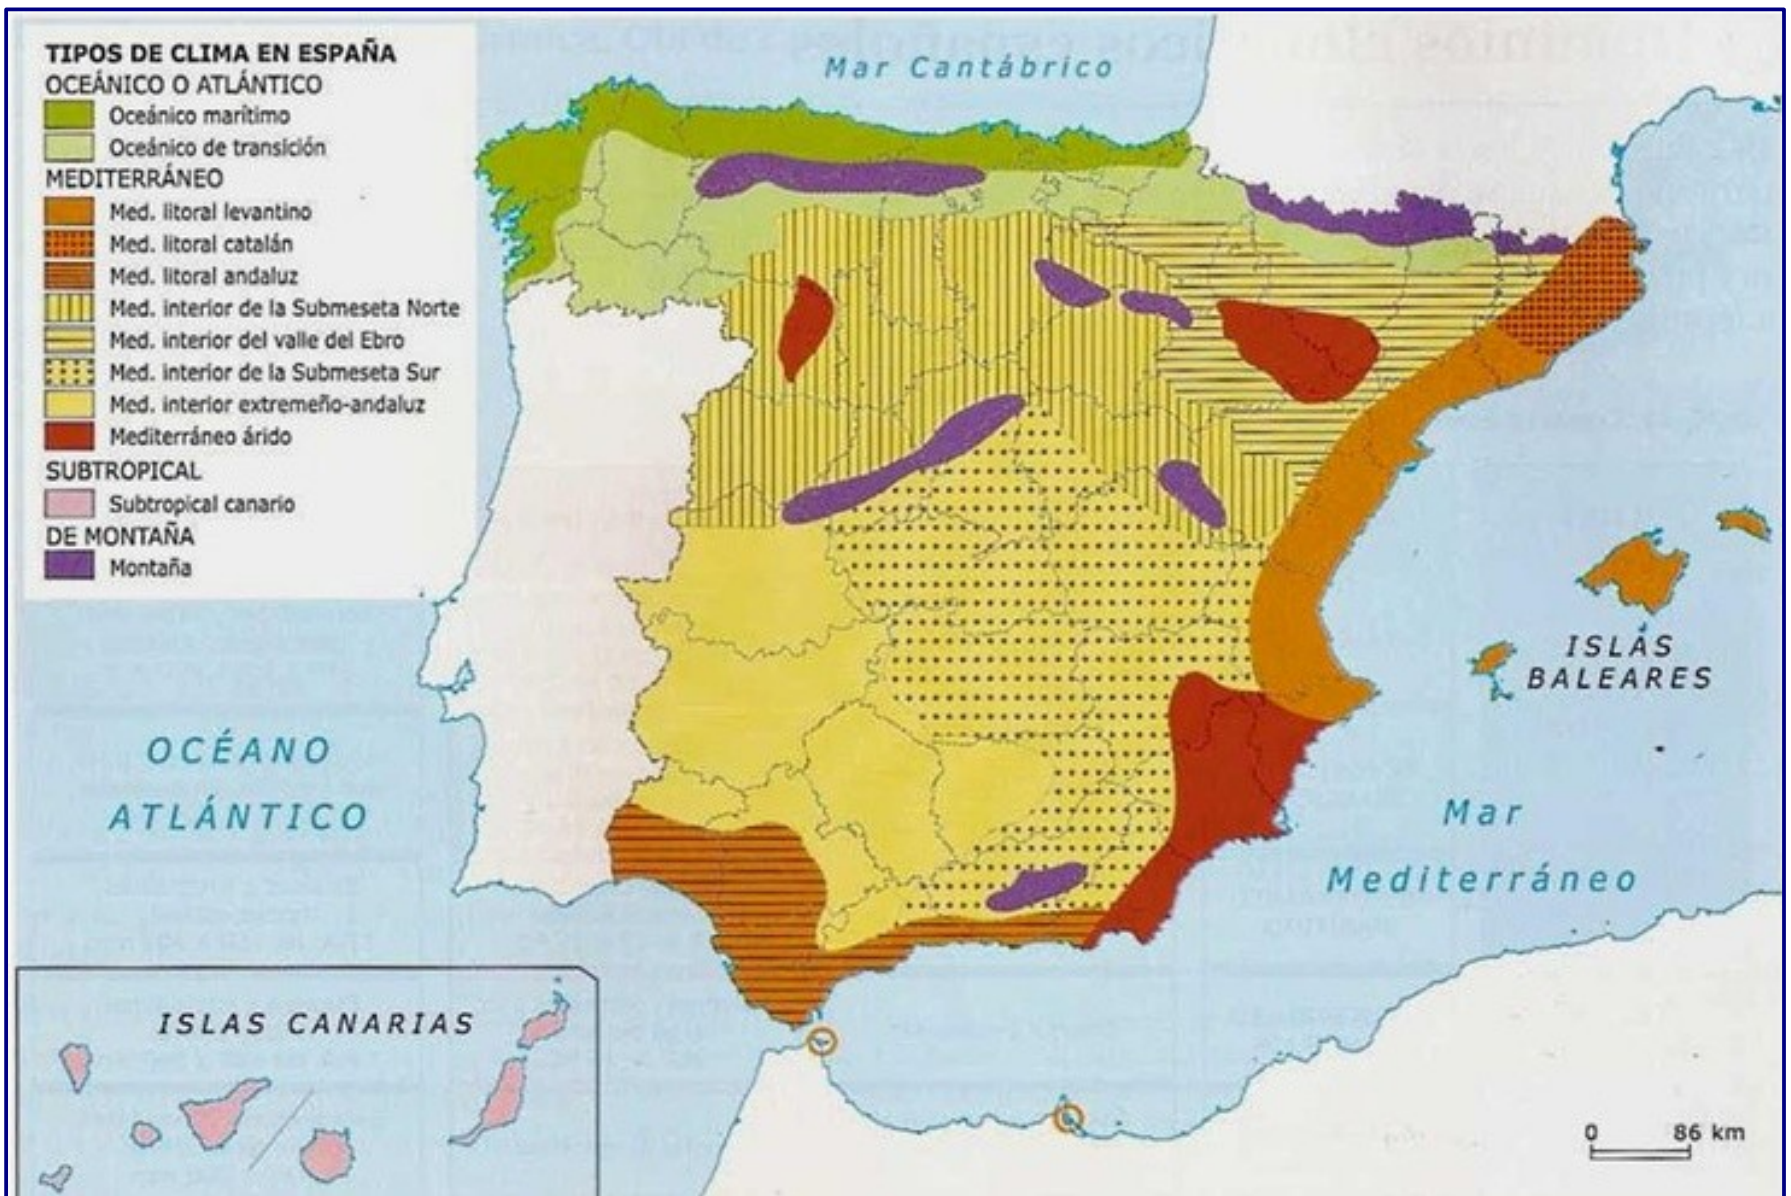 Mar Cantábrico
TIPOS DE CLIMA EN ESPAÑA
OCEÁNICO O ATLÁNTICO
Oceánico marítimo
Oceánico de transición
MEDITERRÁNEO
Med. litoral levantino
Med. litoral catalán
Med. litoral andaluz
Med. interior de la Submeseta Norte
Med. interior del valle del Ebro
Med. interior de la Submeseta Sur
Med. interior extremeño-andaluz
Mediterráneo árido
SUBTROPICAL
Subtropical canario
DE MONTAÑA
Montaña
ISLAS
BALEARES
OCÉANO
ATLÁNTICO
Mar
Mediterráneo
ISLAS CANARIAS
0 86 km